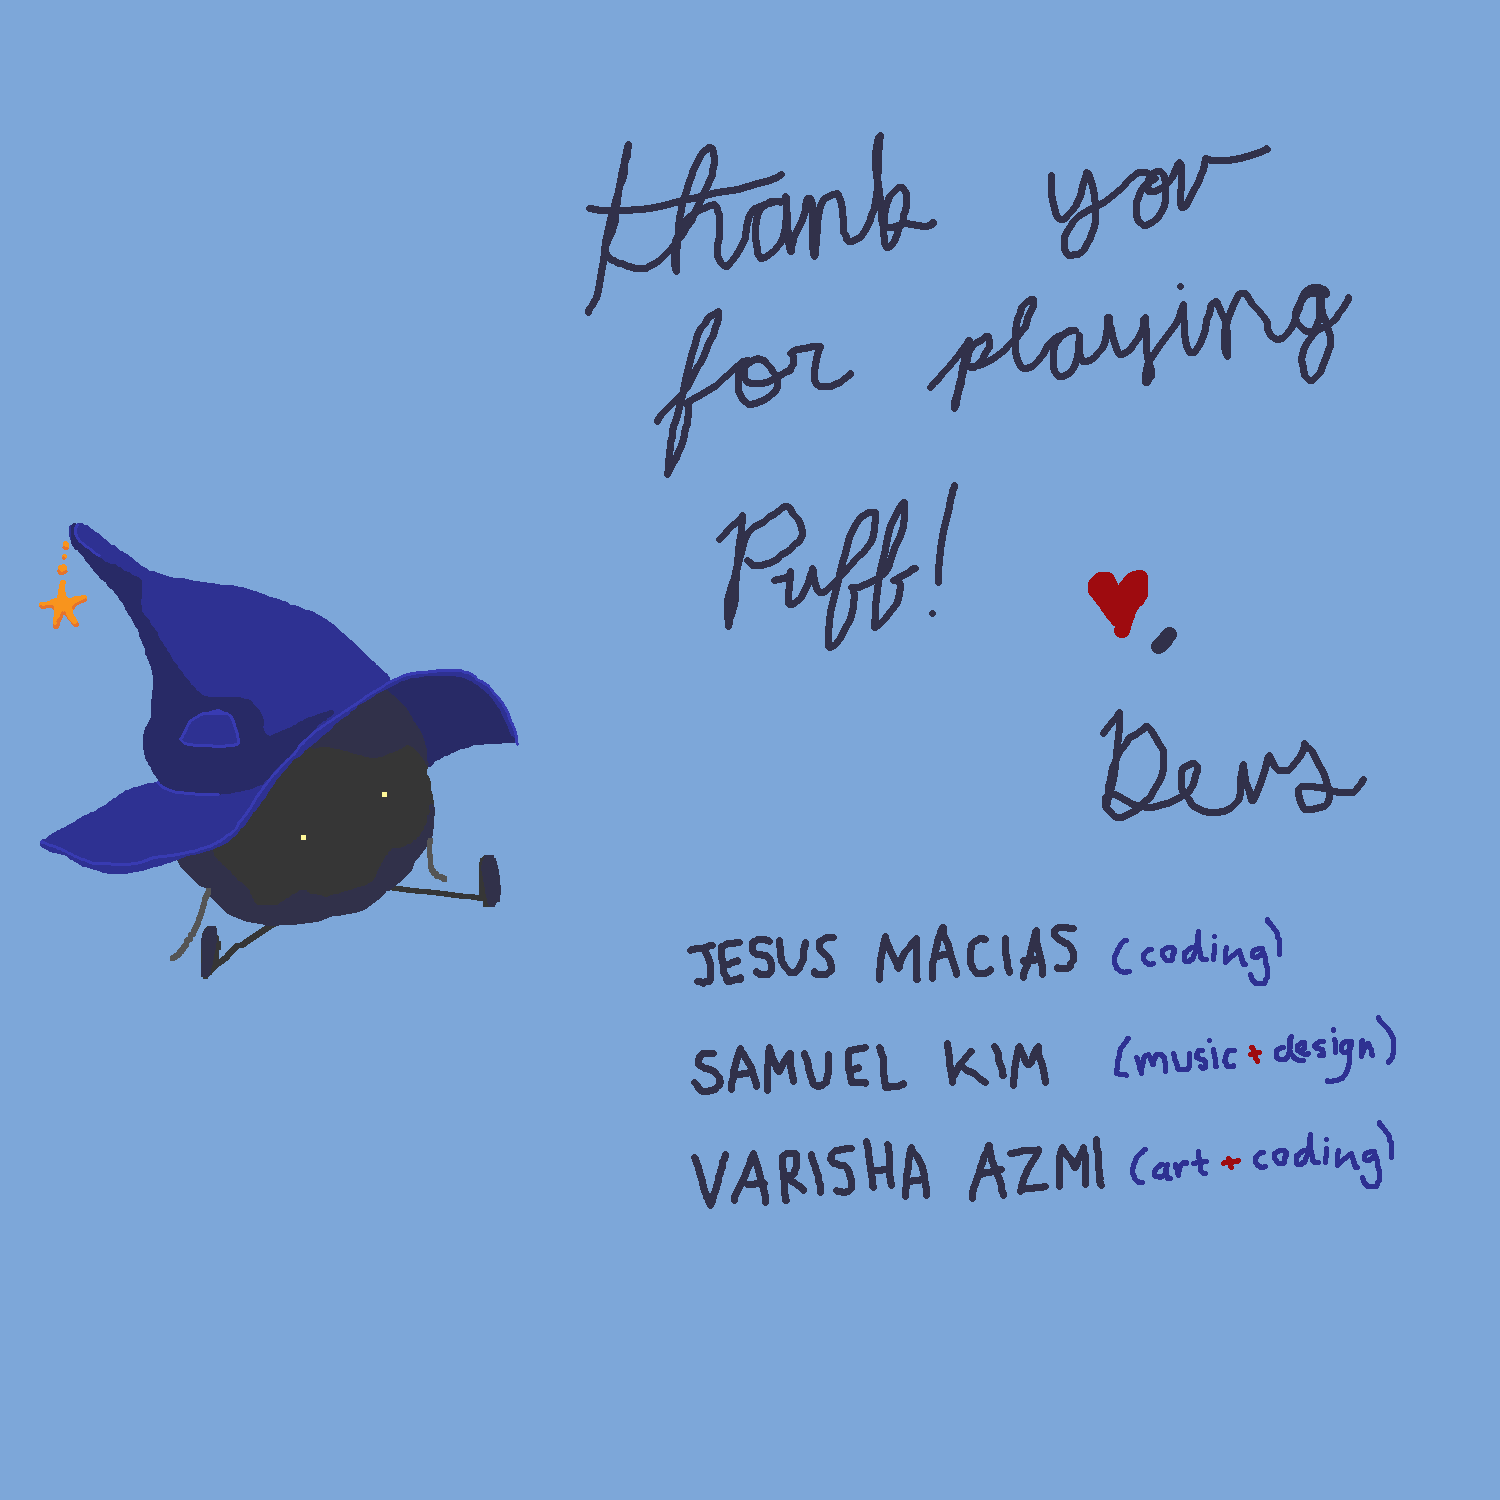 thank you
for playing
Puff!
♥,
Devs
JESUS MACIAS (coding)
SAMUEL KIM (music + design)
VARISHA AZMI (art + coding)